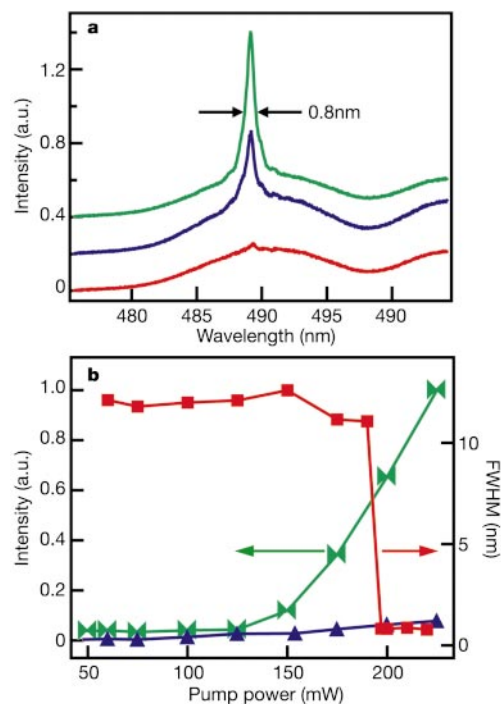 a
1.2
0.8
0.4
0
Intensity (a.u.)
0.8nm
480 485 490 495 490
Wavelength (nm)
b
1.0
0.8
0.6
0.4
0.2
0
Intensity (a.u.)
10
5
0
FWHM (nm)
50 100 150 200
Pump power (mW)